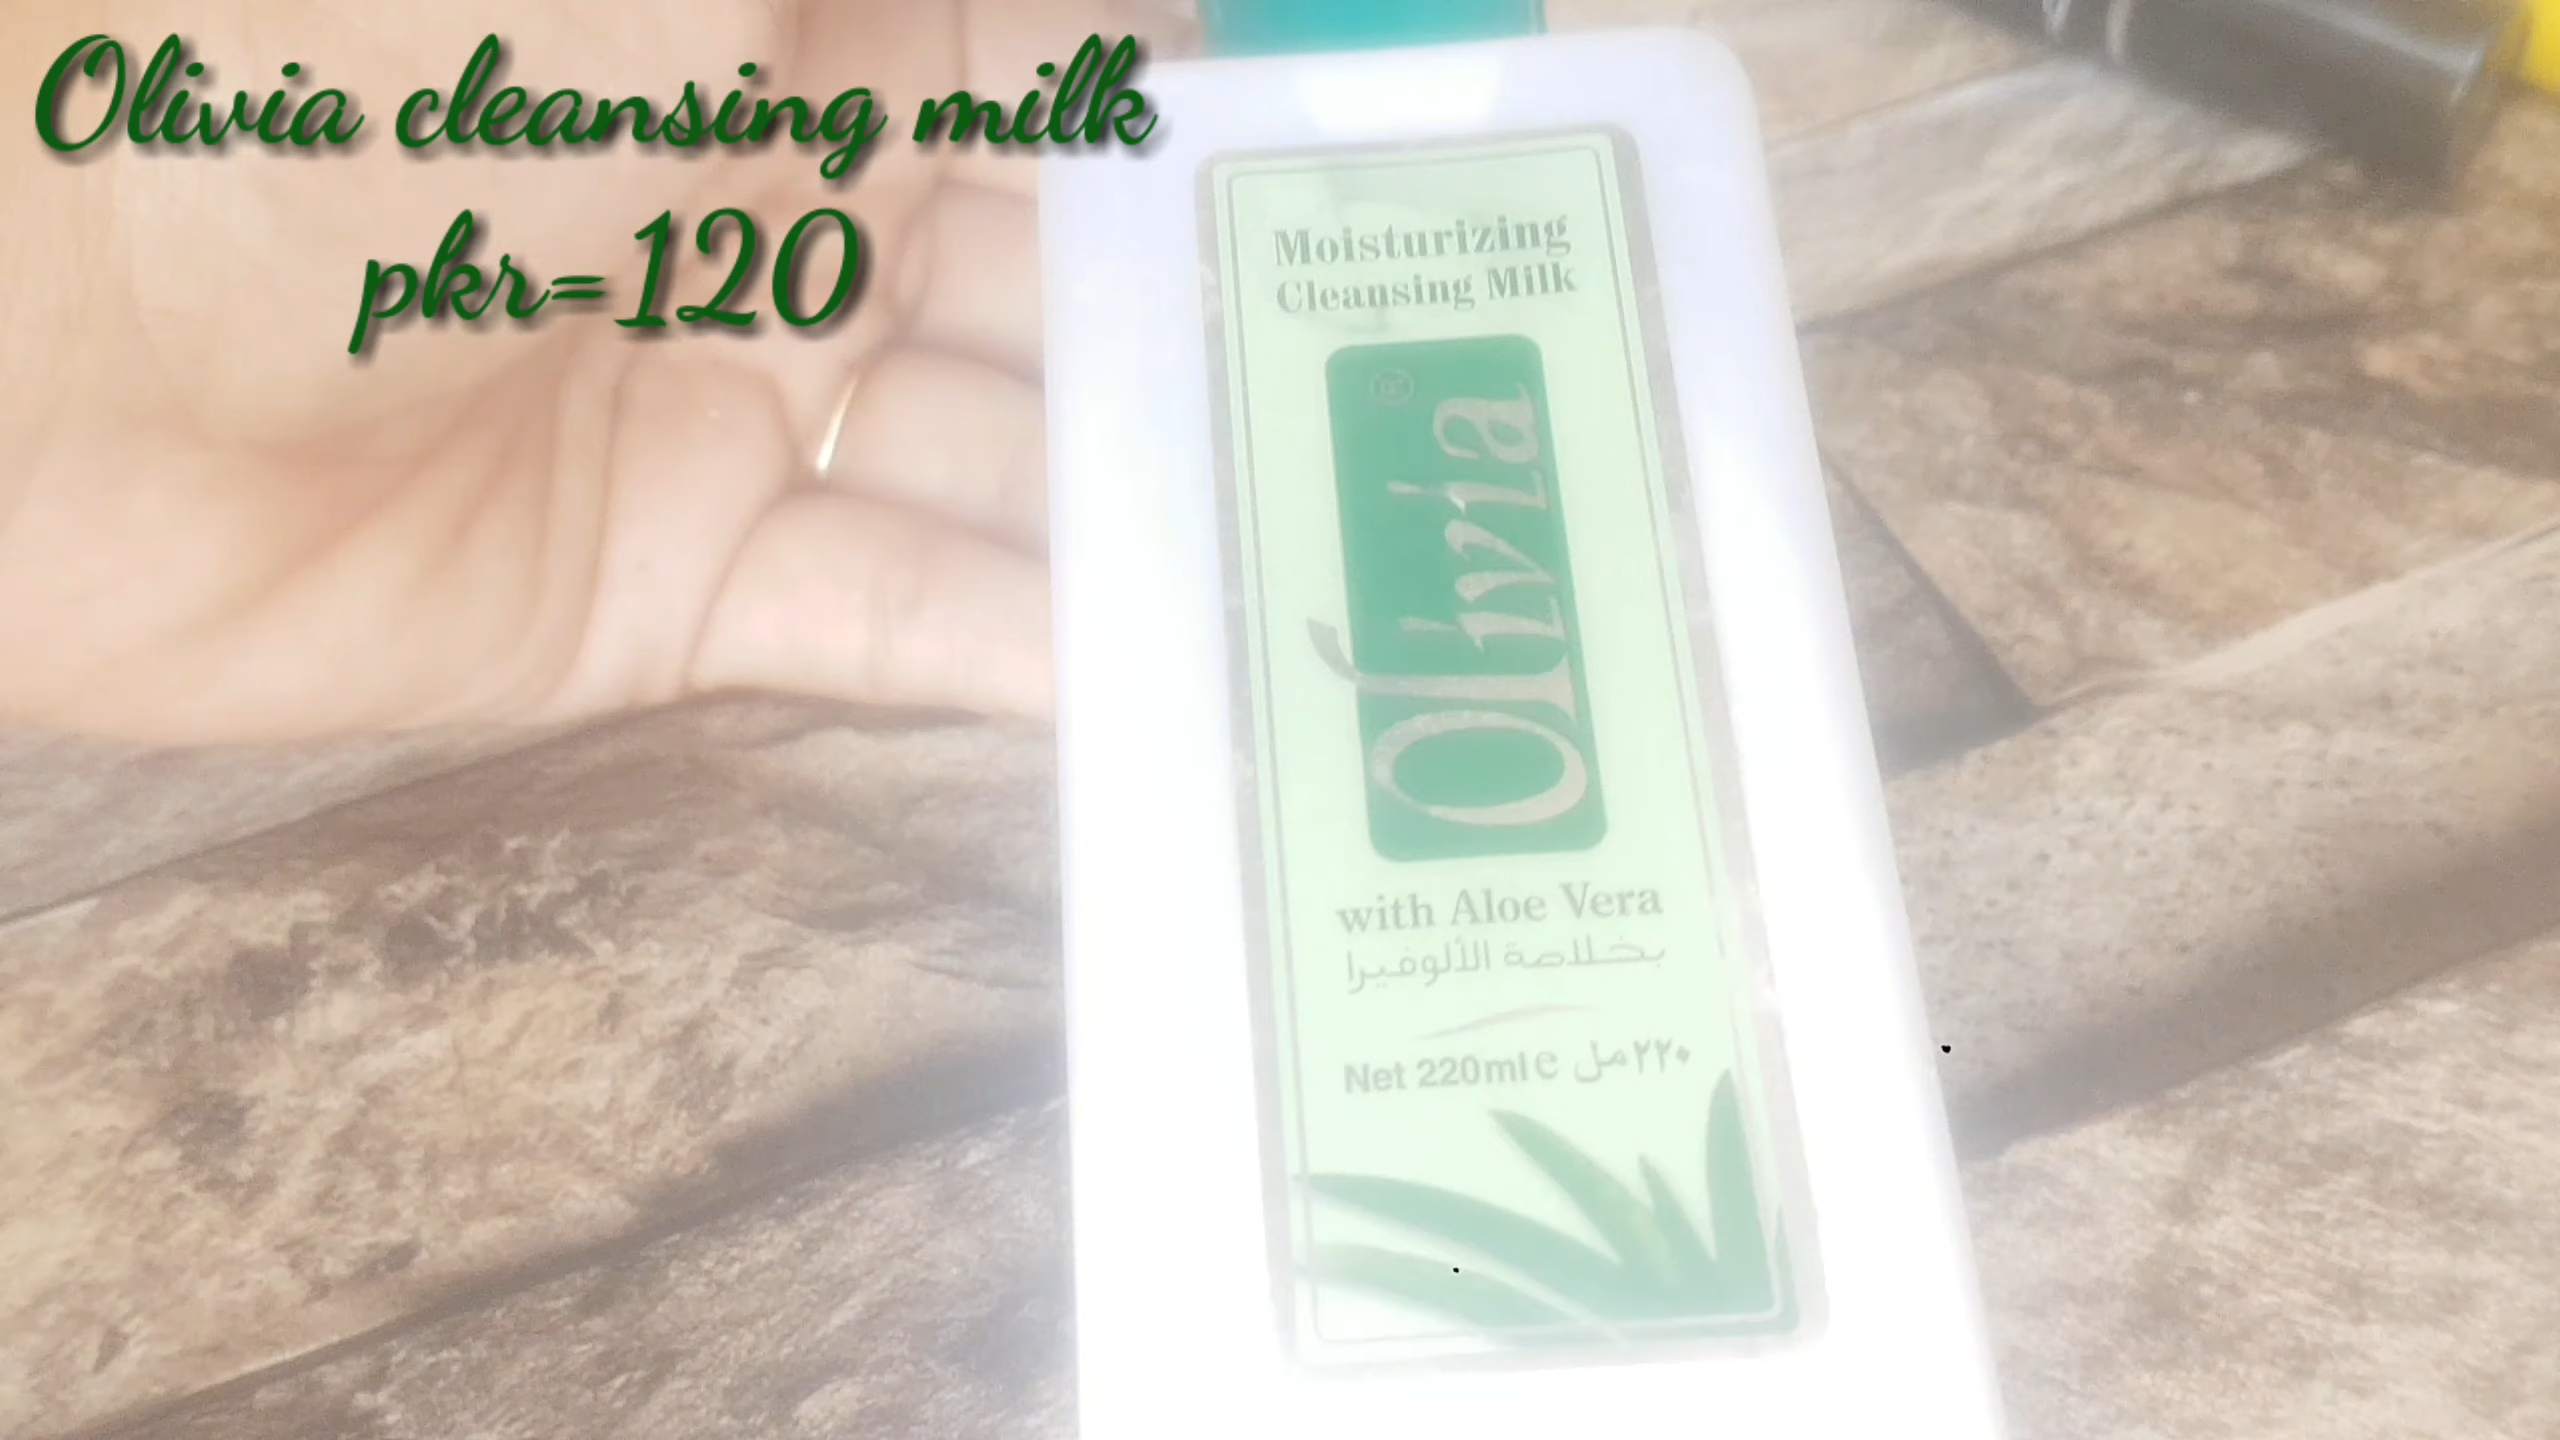 Olivia cleansing milk
pkr=120
Moisturizing
Cleansing Milk
Olivia
with Aloe Vera
بخلاصة الألوفيرا
Net 220ml e ٢٢٠مل